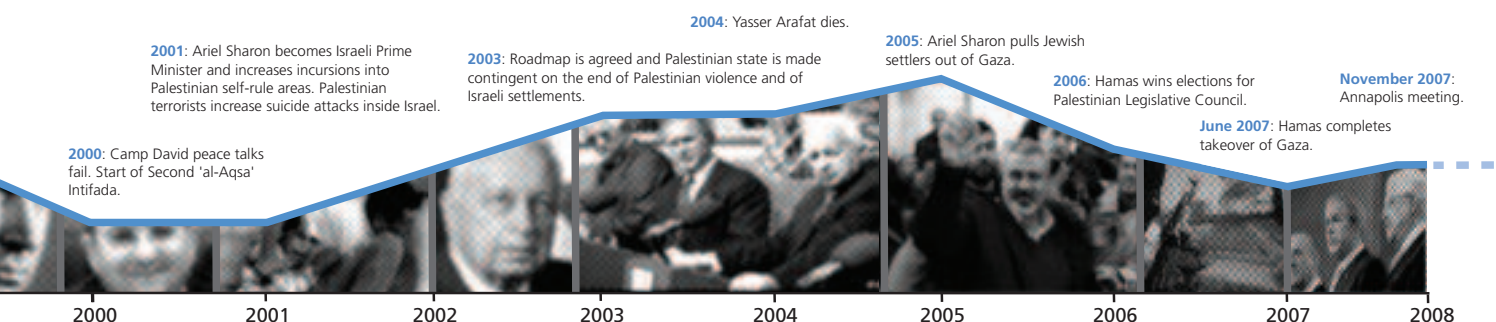 2004: Yasser Arafat dies.
2001: Ariel Sharon becomes Israeli Prime
Minister and increases incursions into
Palestinian self-rule areas. Palestinian
terrorists increase suicide attacks inside Israel.
2003: Roadmap is agreed and Palestinian state is made
contingent on the end of Palestinian violence and of
Israeli settlements.
2005: Ariel Sharon pulls Jewish
settlers out of Gaza.
2006: Hamas wins elections for
Palestinian Legislative Council.
November 2007:
Annapolis meeting.
June 2007: Hamas completes
takeover of Gaza.
2000: Camp David peace talks
fail. Start of Second 'al-Aqsa'
Intifada.
2000 2001 2002 2003 2004 2005 2006 2007 2008